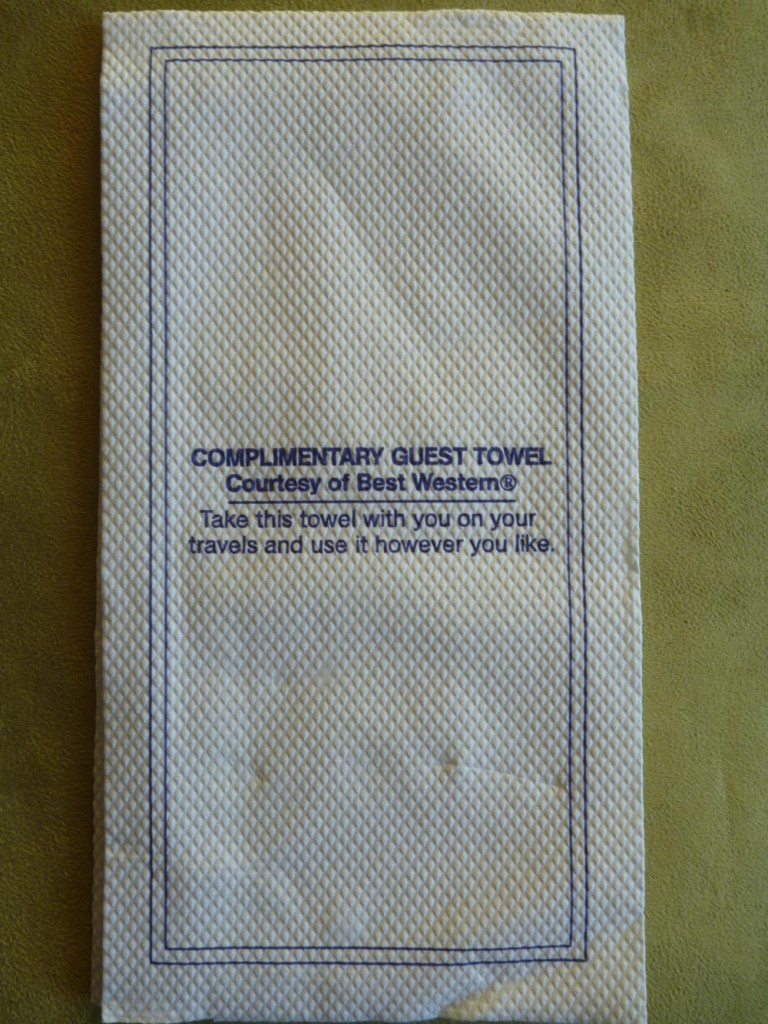 COMPLIMENTARY GUEST TOWEL
Courtesy of Best Western®
Take this towel with you on your
travels and use it however you like.